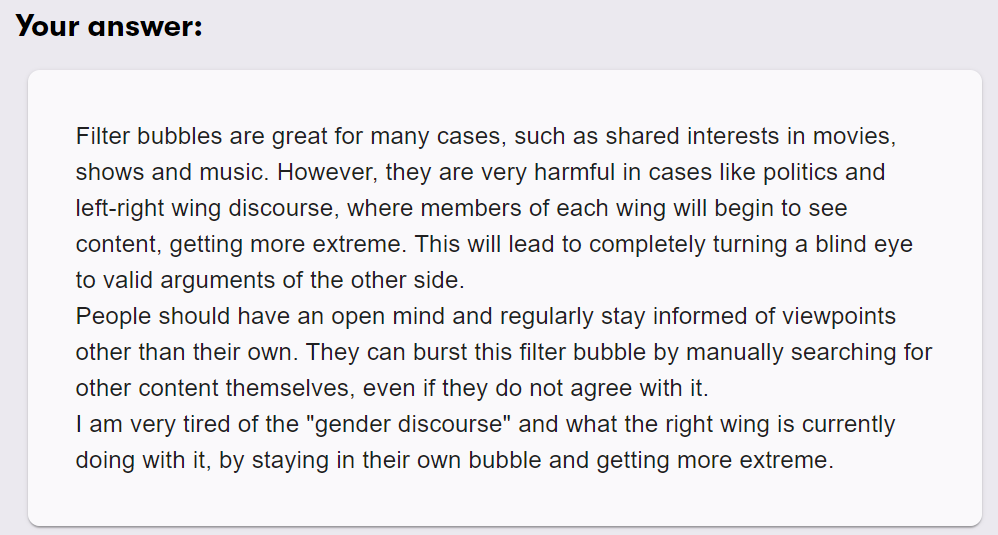 Your answer:
Filter bubbles are great for many cases, such as shared interests in movies,
shows and music. However, they are very harmful in cases like politics and
left-right wing discourse, where members of each wing will begin to see
content, getting more extreme. This will lead to completely turning a blind eye
to valid arguments of the other side.
People should have an open mind and regularly stay informed of viewpoints
other than their own. They can burst this filter bubble by manually searching for
other content themselves, even if they do not agree with it.
I am very tired of the "gender discourse" and what the right wing is currently
doing with it, by staying in their own bubble and getting more extreme.